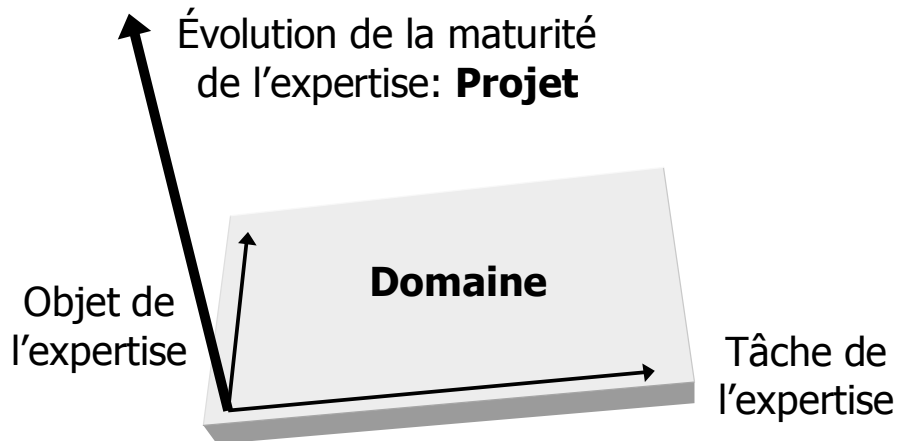 Évolution de la maturité
de l’expertise: Projet
Domaine
Objet de
l’expertise
Tâche de
l’expertise